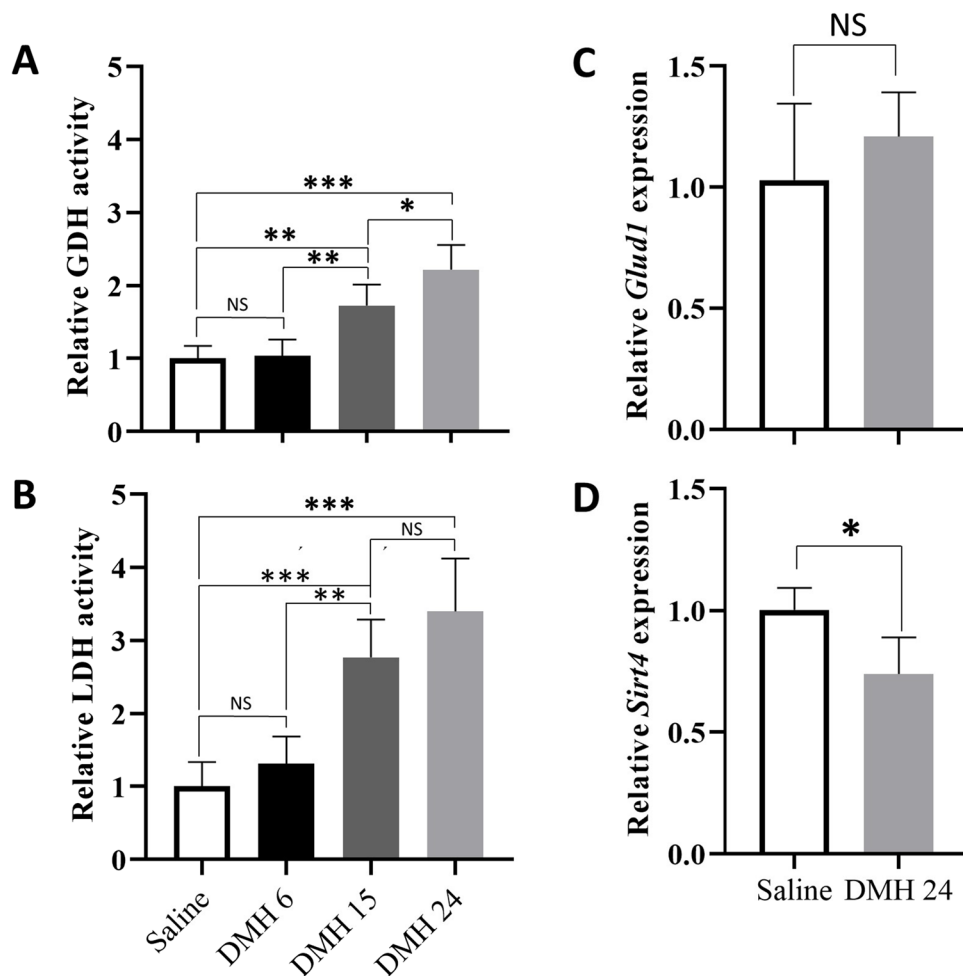 A
Relative GDH activity
5
4
3
2
1
0
***
*
**
**
NS
B
Relative LDH activity
5
4
3
2
1
0
***
NS
***
**
NS
Saline
DMH 6
DMH 15
DMH 24
C
Relative Glud1 expression
1.5
1.0
0.5
0.0
NS
D
Relative Sirt4 expression
1.5
1.0
0.5
0.0
*
Saline
DMH 24